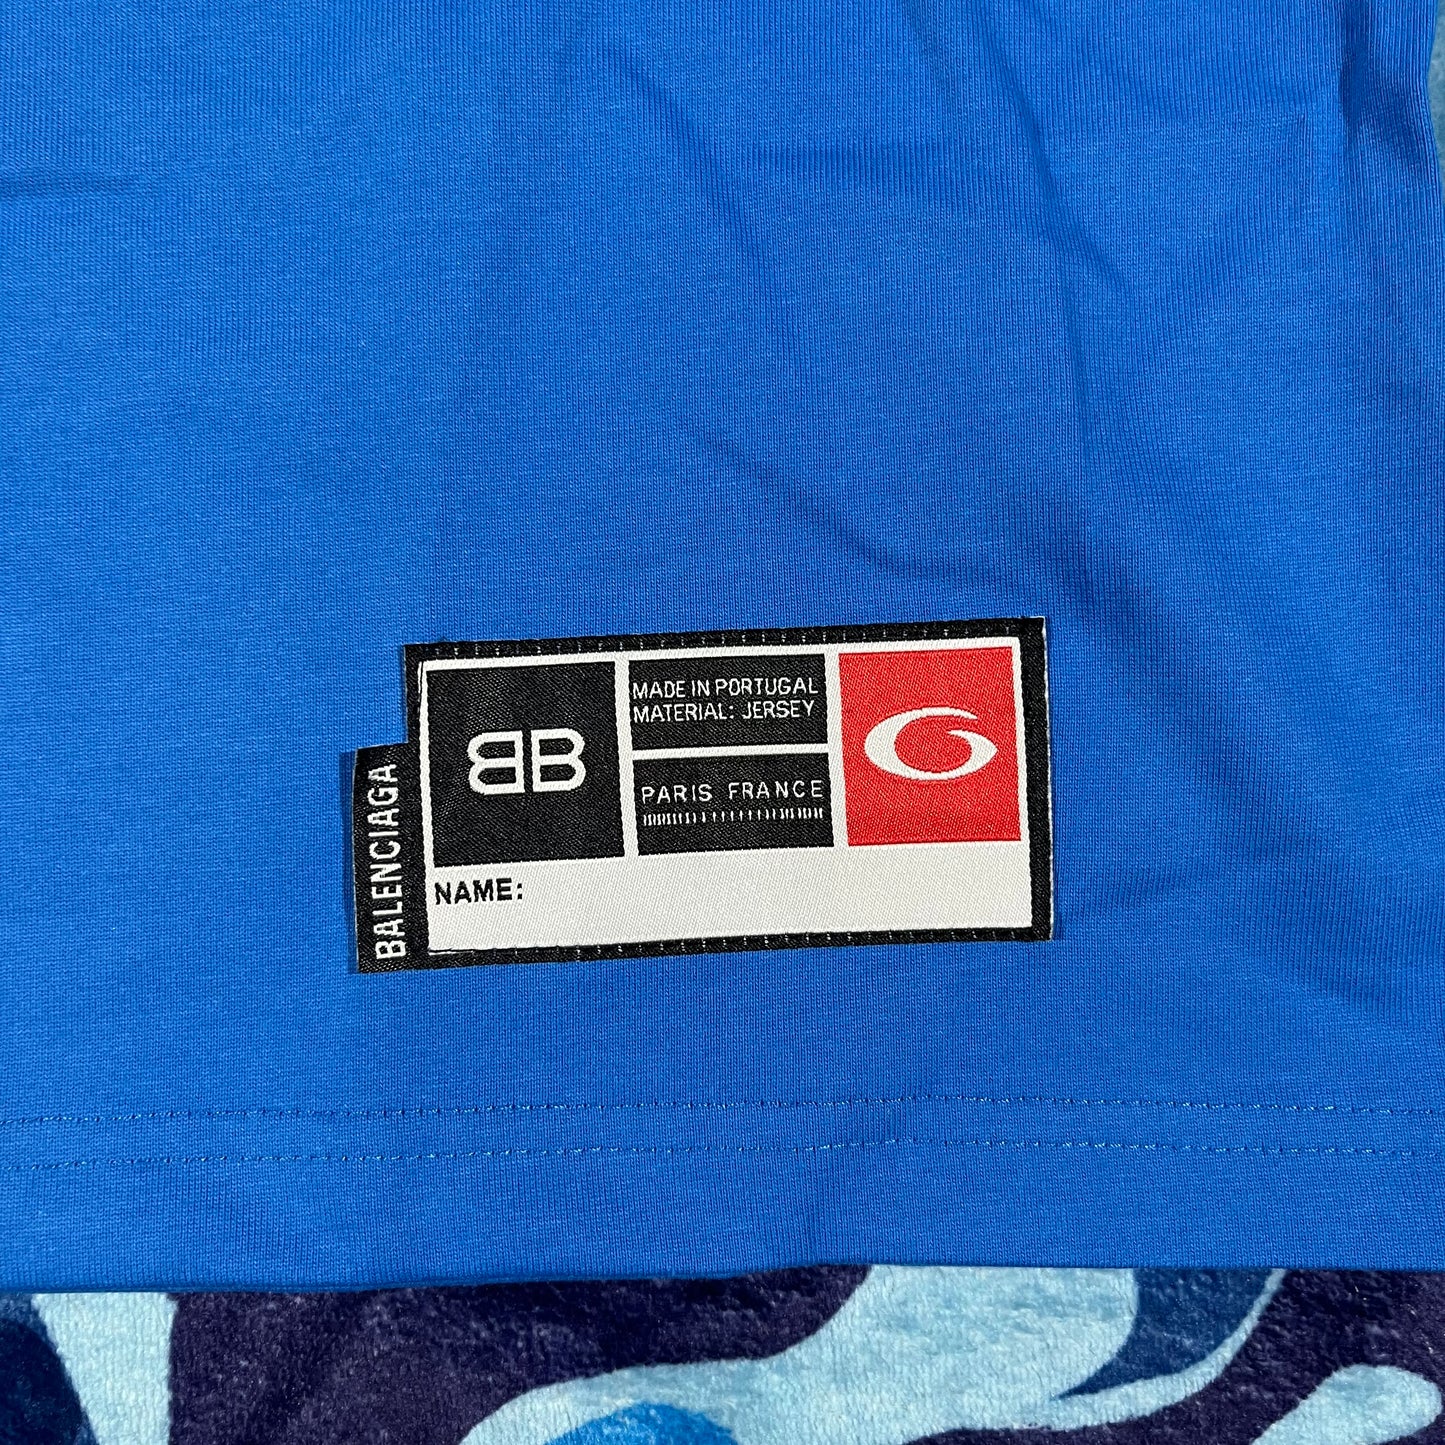 BALENCIAGA
BB
MADE IN PORTUGAL
MATERIAL: JERSEY
PARIS FRANCE
NAME: